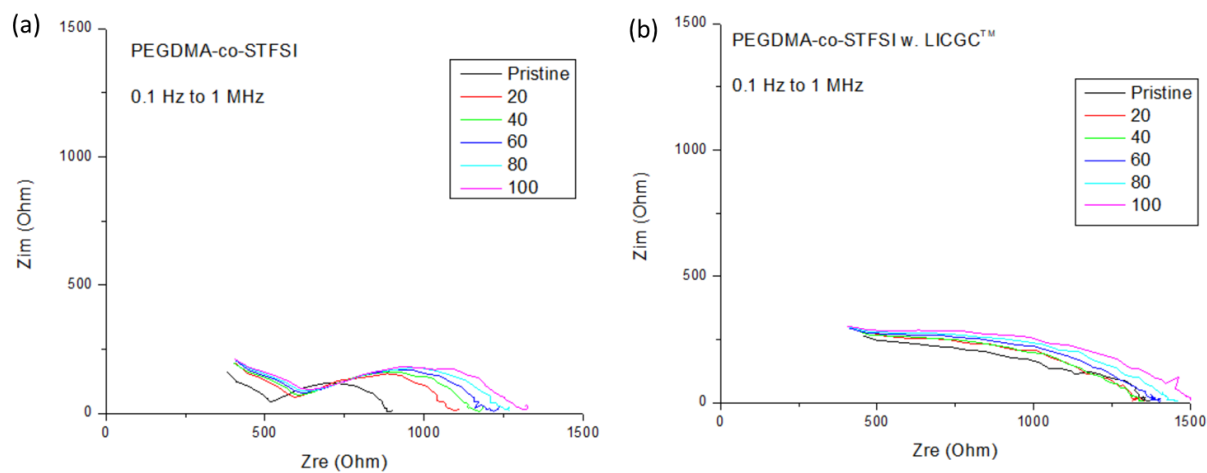 (a)
PEGDMA-co-STFSI
0.1 Hz to 1 MHz
Pristine
20
40
60
80
100
1500
1000
500
0
Zim (Ohm)
0
500
1000
1500
Zre (Ohm)
(b)
PEGDMA-co-STFSI w. LICGC™
0.1 Hz to 1 MHz
Pristine
20
40
60
80
100
1500
1000
500
0
Zim (Ohm)
0
500
1000
1500
Zre (Ohm)